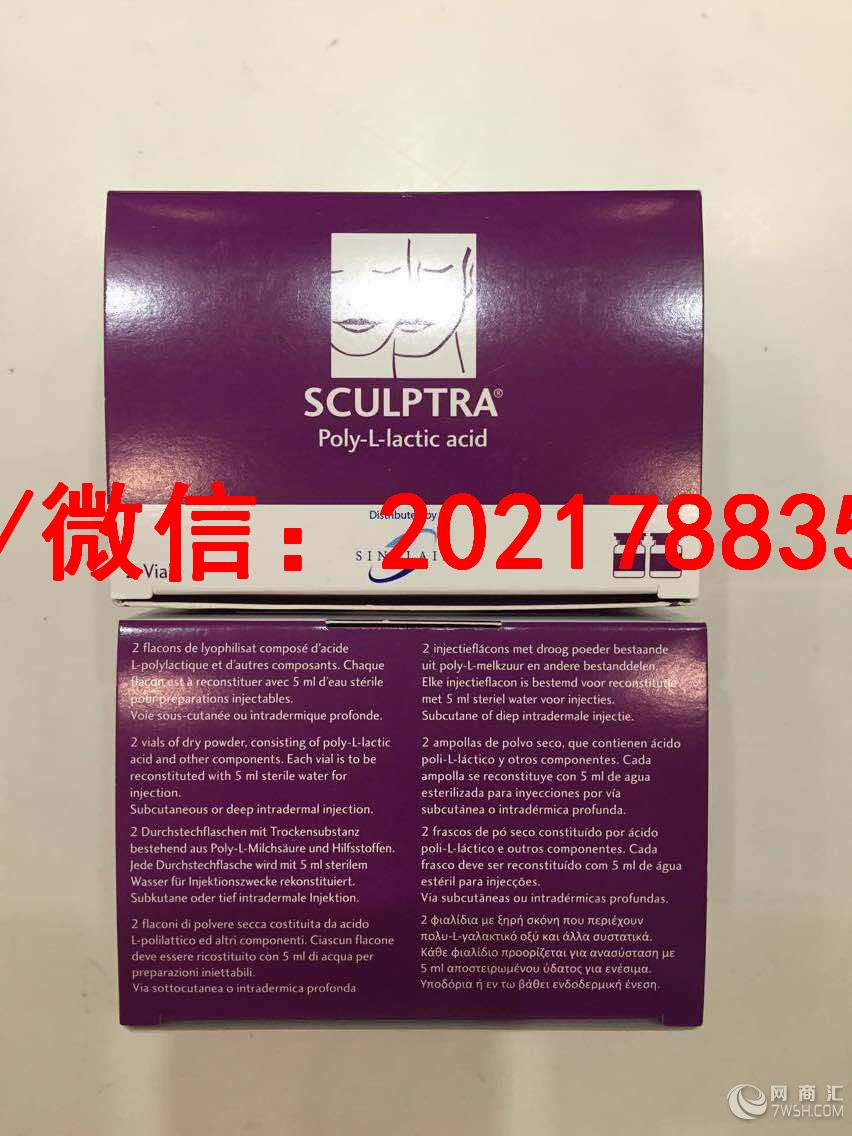 SCULPTRA®
Poly-L-lactic acid
Distributed by
/微信：202178835
2 Vial
2 flacons de lyophilisat composé d'acide
L-polylactique et d'autres composants. Chaque
flacon est à reconstituer avec 5 ml d'eau stérile
pour preparations injectables.
Voie sous-cutanée ou intradermique profonde.
2 vials of dry powder, consisting of poly-L-lactic
acid and other components. Each vial is to be
reconstituted with 5 ml sterile water for
injection.
Subcutaneous or deep intradermal injection.
2 Durchstechflaschen mit Trockensubstanz
bestehend aus Poly-L-Milchsäure und Hilfsstoffen.
Jede Durchstechflasche wird mit 5 ml sterilem
Wasser für Injektionszwecke rekonstituiert.
Subkutane oder tief intradermale Injektion.
2 flaconi di polvere secca costituita da acido
L-polilattico ed altri componenti. Ciascun flacone
deve essere ricostituito con 5 ml di acqua per
preparazioni iniettabili.
Via sottocutanea o intradermica profonda
2 injectieflácons met droog poeder bestaande
uit poly-L-melkzuur en andere bestanddelen.
Elke injectieflacon is bestemd voor reconstitutie
met 5 ml steriel water voor injecties.
Subcutane of diep intradermale injectie.
2 ampollas de polvo seco, que contienen ácido
poli-L-láctico y otros componentes. Cada
ampolla se reconstituye con 5 ml de agua
esterilizada para inyecciones por vía
subcutánea o intradérmica profunda.
2 frascos de pó seco constituído por ácido
poli-L-láctico e outros componentes. Cada
frasco deve ser reconstituído com 5 ml de água
estéril para injecções.
Via subcutâneas ou intradérmicas profundas.
2 φιαλίδια με ξηρή σκόνη που περιέχουν
πολυ-L-γαλακτικό οξύ και άλλα συστατικά.
Κάθε φιαλίδιο προορίζεται για ανασύσταση με
5 ml αποστειρωμένου ύδατος για ενέσιμα.
Υποδόρια ή εν τω βάθει ενδοδερμική ένεση.
网商汇
7WSH.COM